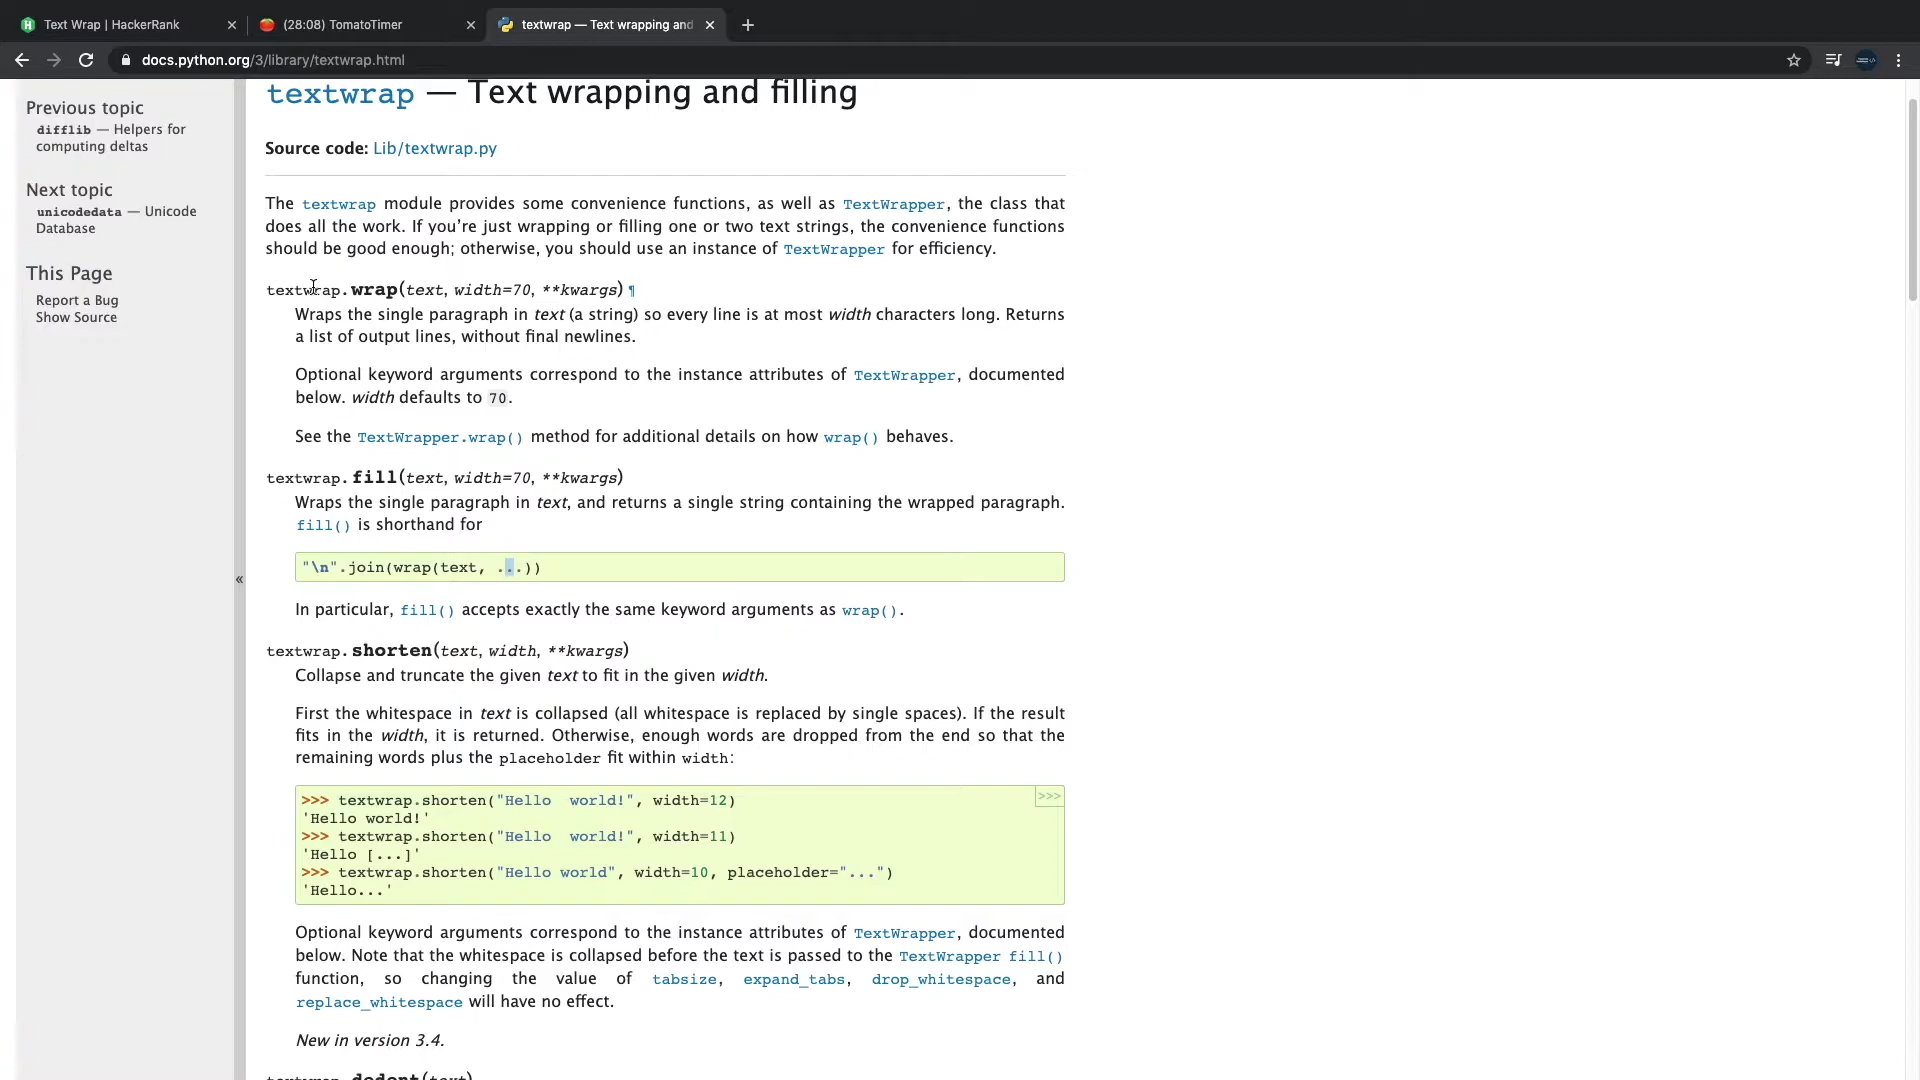 Text Wrap | HackerRank
(28:08) TomatoTimer
textwrap — Text wrapping and
docs.python.org/3/library/textwrap.html
Previous topic
difflib — Helpers for
computing deltas
Next topic
unicodedata — Unicode
Database
This Page
Report a Bug
Show Source
«
textwrap — Text wrapping and filling
Source code: Lib/textwrap.py
The textwrap module provides some convenience functions, as well as TextWrapper, the class that
does all the work. If you’re just wrapping or filling one or two text strings, the convenience functions
should be good enough; otherwise, you should use an instance of TextWrapper for efficiency.
textwrap.wrap(text, width=70, **kwargs) ¶
Wraps the single paragraph in text (a string) so every line is at most width characters long. Returns
a list of output lines, without final newlines.
Optional keyword arguments correspond to the instance attributes of TextWrapper, documented
below. width defaults to 70.
See the TextWrapper.wrap() method for additional details on how wrap() behaves.
textwrap.fill(text, width=70, **kwargs)
Wraps the single paragraph in text, and returns a single string containing the wrapped paragraph.
fill() is shorthand for
"\n".join(wrap(text, ...))
In particular, fill() accepts exactly the same keyword arguments as wrap().
textwrap.shorten(text, width, **kwargs)
Collapse and truncate the given text to fit in the given width.
First the whitespace in text is collapsed (all whitespace is replaced by single spaces). If the result
fits in the width, it is returned. Otherwise, enough words are dropped from the end so that the
remaining words plus the placeholder fit within width:
>>>
>>> textwrap.shorten("Hello  world!", width=12)
'Hello world!'
>>> textwrap.shorten("Hello  world!", width=11)
'Hello [...]'
>>> textwrap.shorten("Hello world", width=10, placeholder="...")
'Hello...'
Optional keyword arguments correspond to the instance attributes of TextWrapper, documented
below. Note that the whitespace is collapsed before the text is passed to the TextWrapper fill()
function, so changing the value of tabsize, expand_tabs, drop_whitespace, and
replace_whitespace will have no effect.
New in version 3.4.
textwrap.dedent(text)